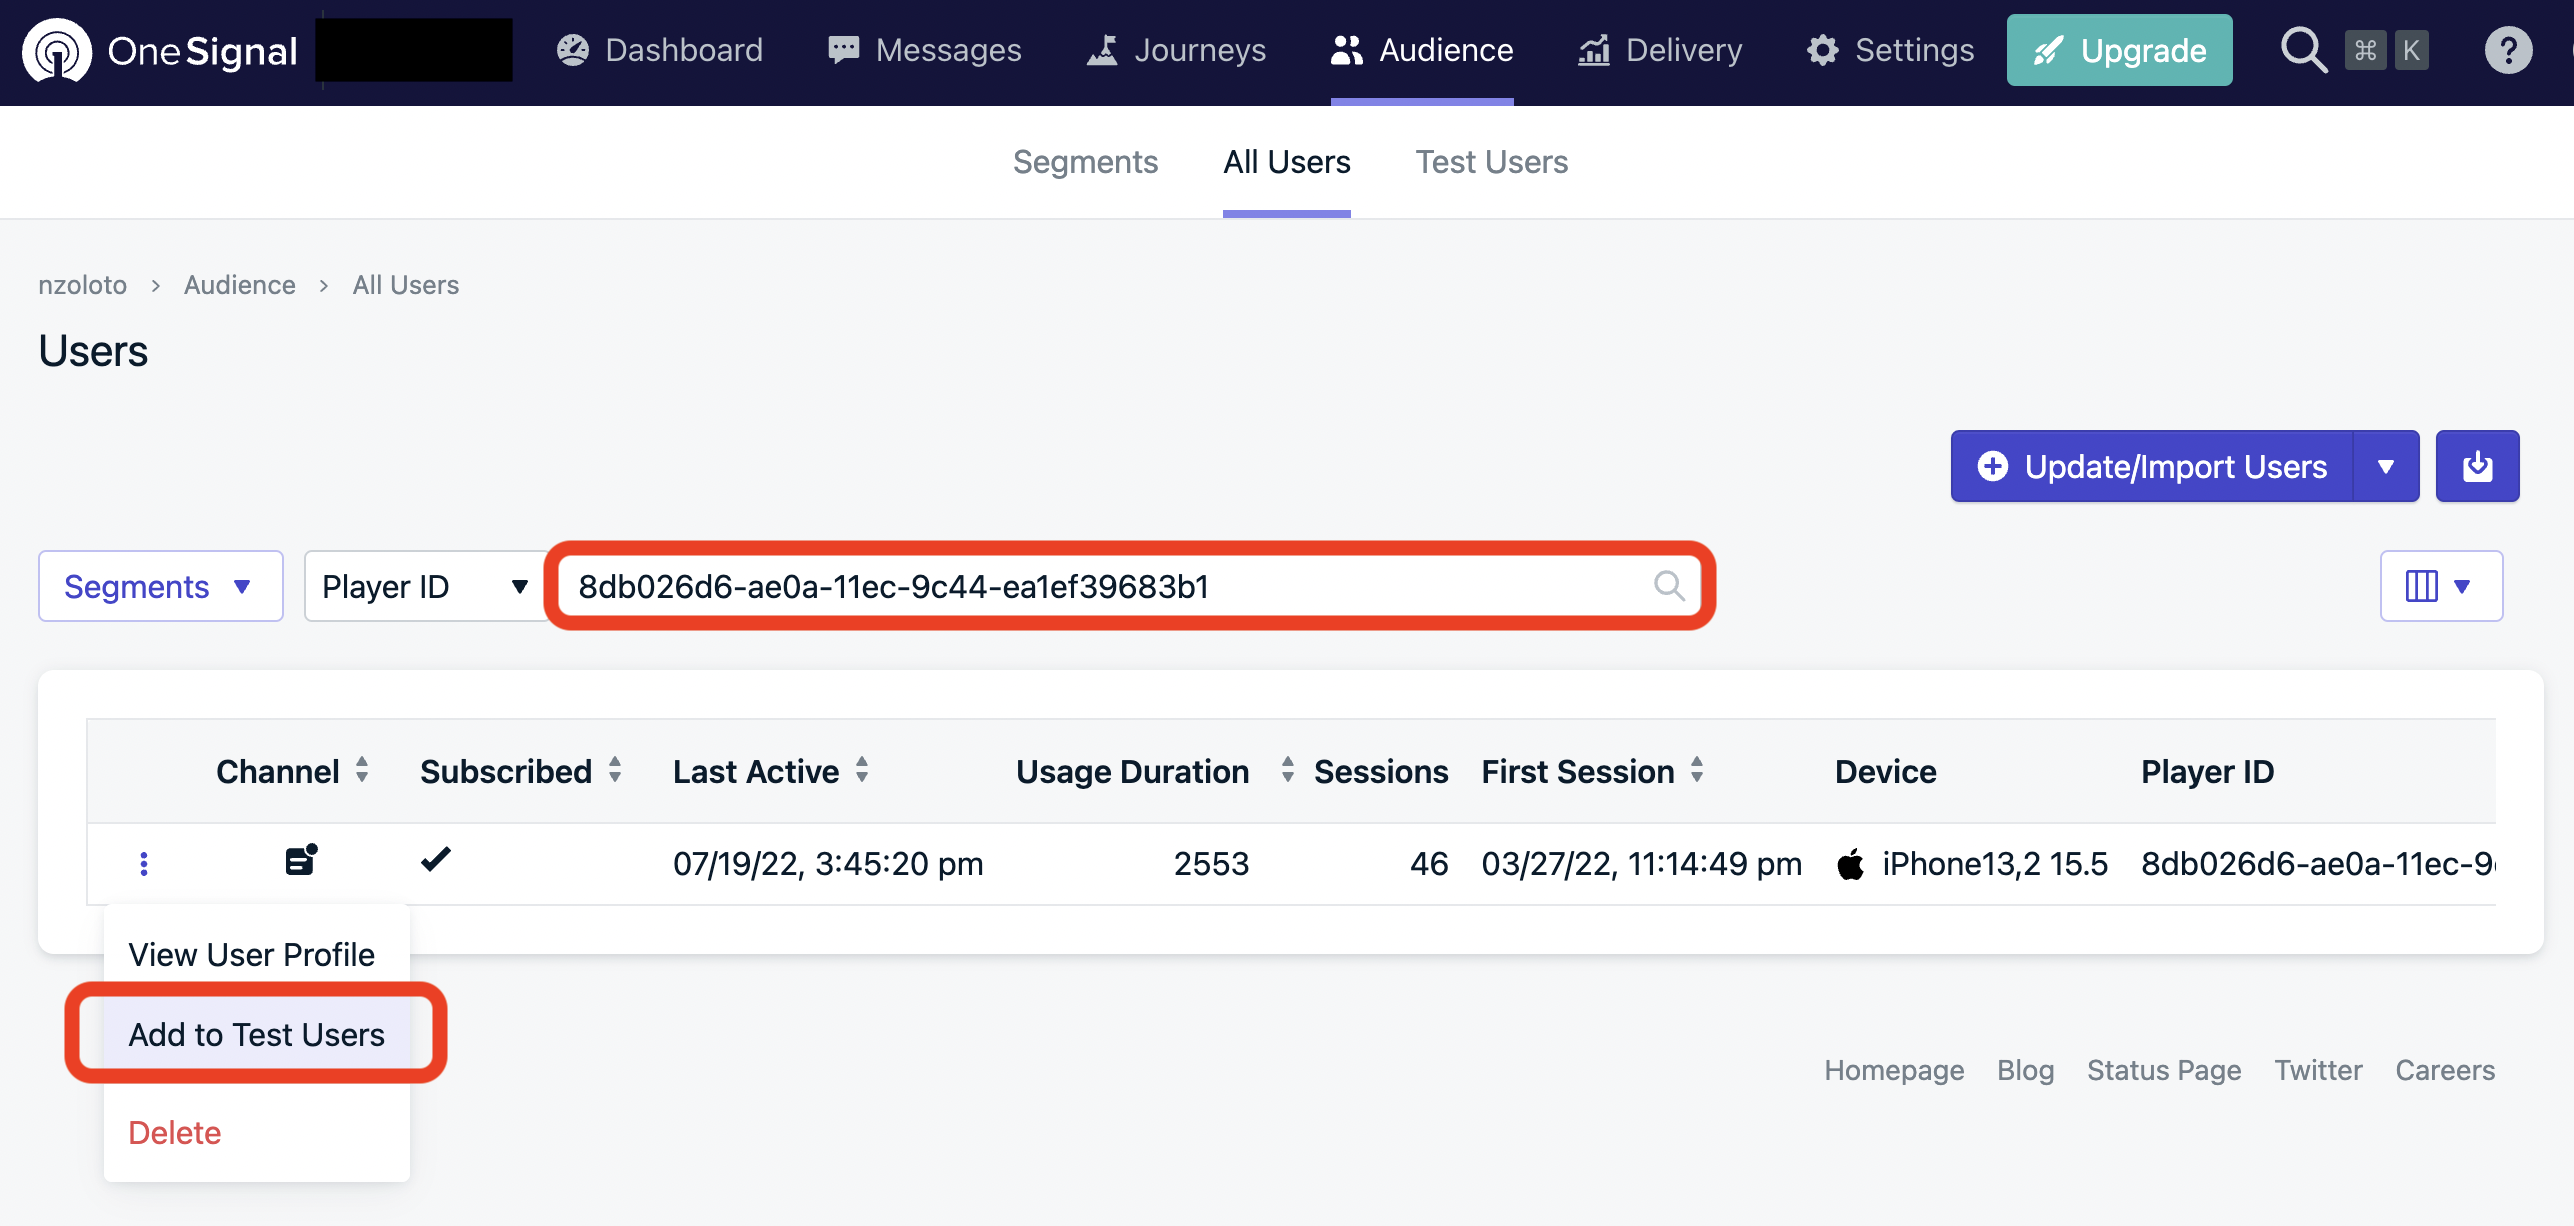 OneSignal Dashboard Messages Journeys Audience Delivery Settings Upgrade ⌘ K ?
Segments All Users Test Users
nzoloto > Audience > All Users
Users
Update/Import Users
Segments Player ID 8db026d6-ae0a-11ec-9c44-ea1ef39683b1
Channel Subscribed Last Active Usage Duration Sessions First Session Device Player ID
07/19/22, 3:45:20 pm 2553 46 03/27/22, 11:14:49 pm iPhone13,2 15.5 8db026d6-ae0a-11ec-9
View User Profile
Add to Test Users
Homepage Blog Status Page Twitter Careers
Delete